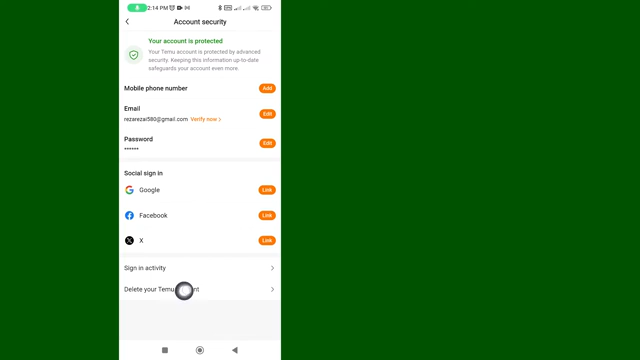 2:14 PM
Account security
Your account is protected
Your Temu account is protected by advanced
security. Keeping this information up-to-date
safeguards your account even more.
Mobile phone number Add
Email
rezarezai580@gmail.com Verify now > Edit
Password
****** Edit
Social sign in
Google Link
Facebook Link
X Link
Sign in activity
Delete your Temu